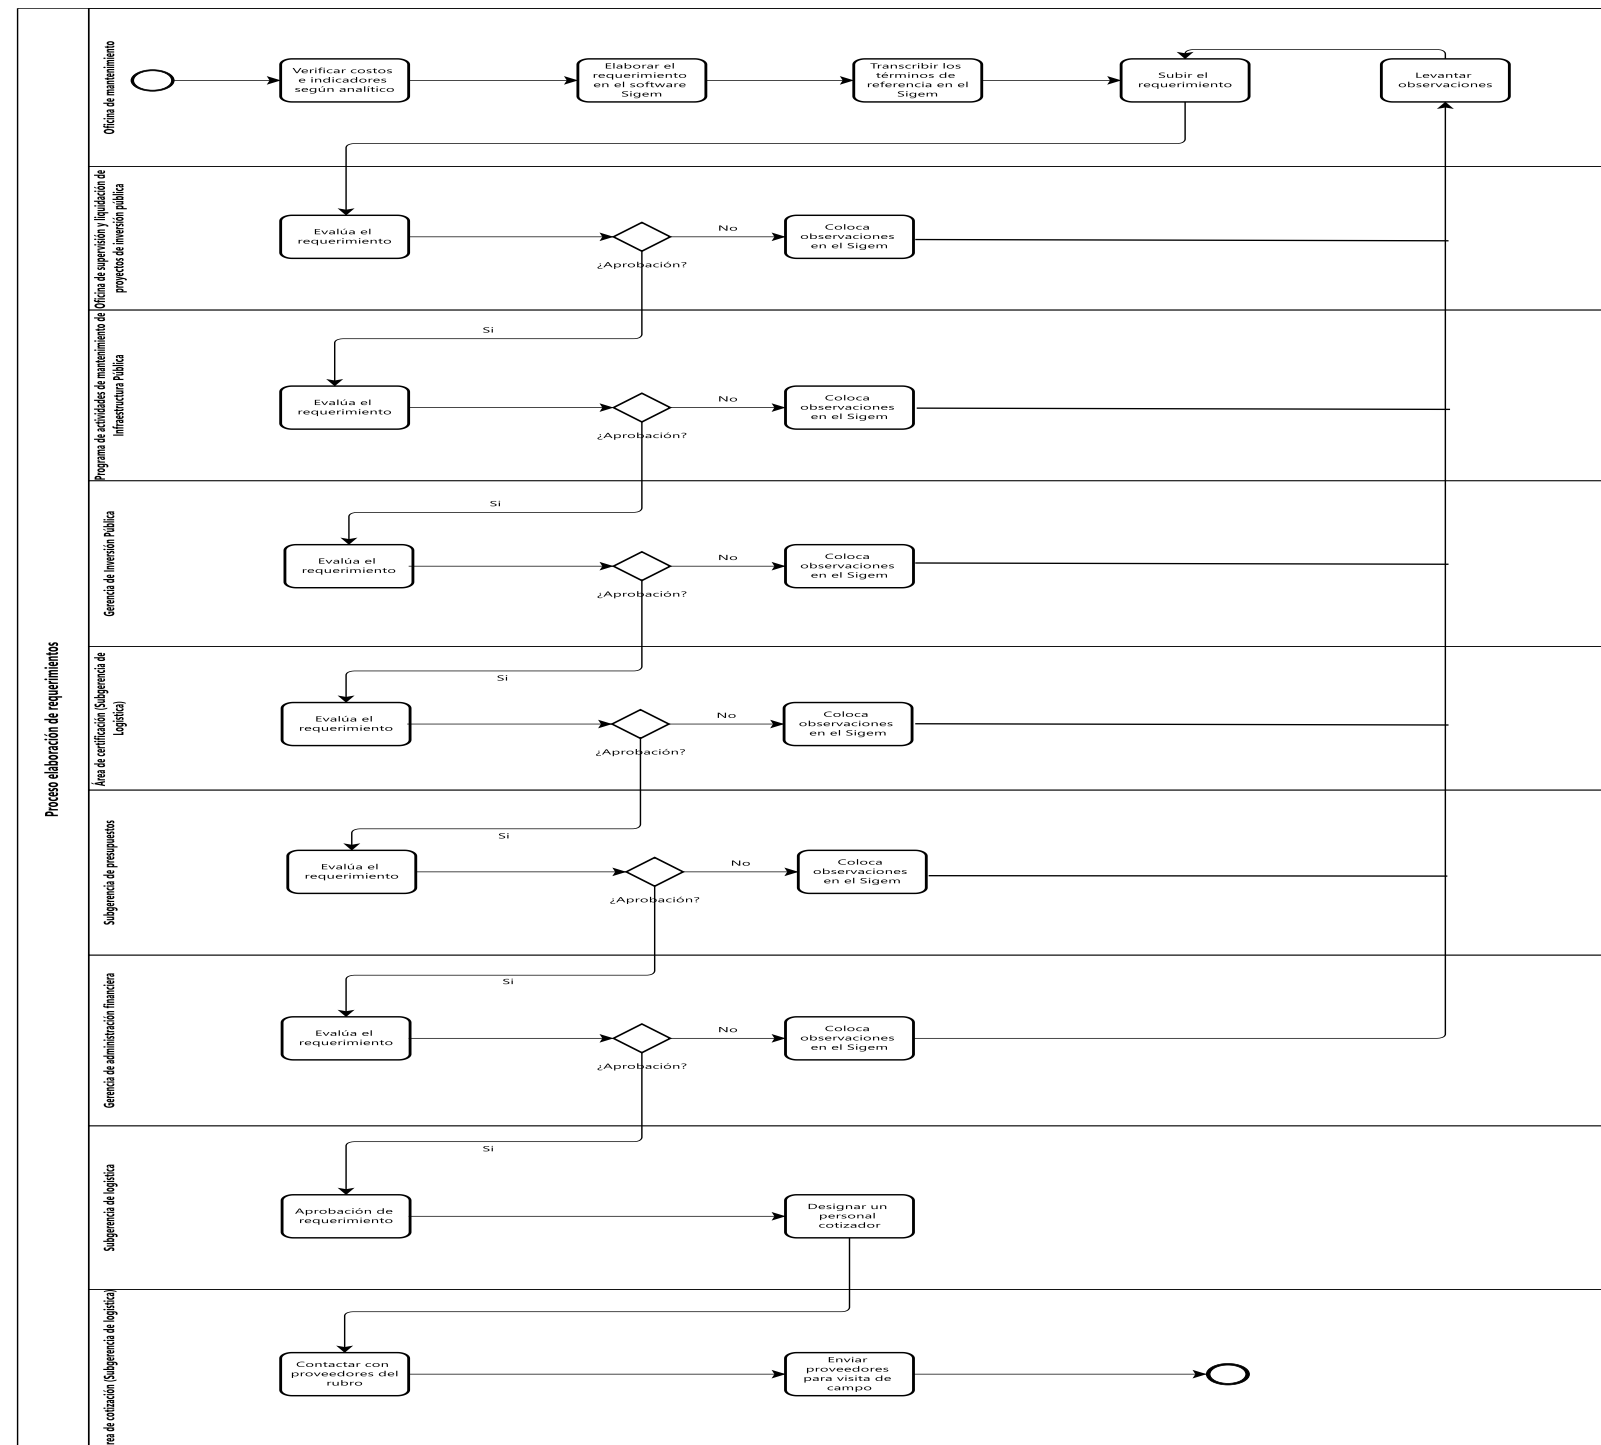 Proceso elaboración de requerimientos
Oficina de mantenimiento
Verificar costos
e indicadores
según analítico
Elaborar el
requerimiento
en el software
Sigem
Transcribir los
términos de
referencia en el
Sigem
Subir el
requerimiento
Levantar
observaciones
Oficina de supervisión y liquidación de
proyectos de inversión pública
Evalúa el
requerimiento
¿Aprobación?
No
Coloca
observaciones
en el Sigem
Si
Programa de actividades de mantenimiento de
Infraestructura Pública
Evalúa el
requerimiento
¿Aprobación?
No
Coloca
observaciones
en el Sigem
Si
Gerencia de Inversión Pública
Evalúa el
requerimiento
¿Aprobación?
No
Coloca
observaciones
en el Sigem
Si
Área de certificación (Subgerencia de
Logística)
Evalúa el
requerimiento
¿Aprobación?
No
Coloca
observaciones
en el Sigem
Si
Subgerencia de presupuestos
Evalúa el
requerimiento
¿Aprobación?
No
Coloca
observaciones
en el Sigem
Si
Gerencia de administración financiera
Evalúa el
requerimiento
¿Aprobación?
No
Coloca
observaciones
en el Sigem
Si
Subgerencia de logística
Aprobación de
requerimiento
Designar un
personal
cotizador
rea de cotización (Subgerencia de logística)
Contactar con
proveedores del
rubro
Enviar
proveedores
para visita de
campo